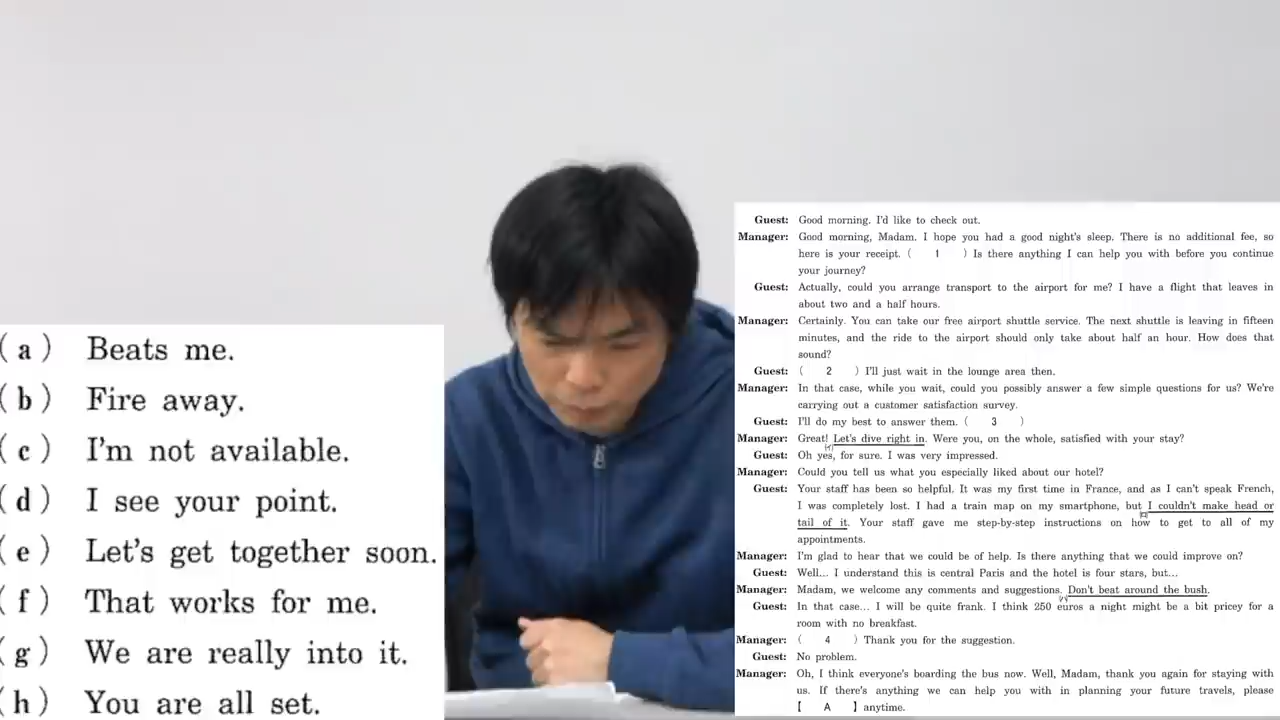 ( a ) Beats me.
( b ) Fire away.
( c ) I'm not available.
( d ) I see your point.
( e ) Let's get together soon.
( f ) That works for me.
( g ) We are really into it.
( h ) You are all set.
Guest: Good morning. I'd like to check out.
Manager: Good morning, Madam. I hope you had a good night's sleep. There is no additional fee, so
here is your receipt. ( 1 ) Is there anything I can help you with before you continue
your journey?
Guest: Actually, could you arrange transport to the airport for me? I have a flight that leaves in
about two and a half hours.
Manager: Certainly. You can take our free airport shuttle service. The next shuttle is leaving in fifteen
minutes, and the ride to the airport should only take about half an hour. How does that
sound?
Guest: ( 2 ) I'll just wait in the lounge area then.
Manager: In that case, while you wait, could you possibly answer a few simple questions for us? We're
carrying out a customer satisfaction survey.
Guest: I'll do my best to answer them. ( 3 )
Manager: Great! Let's dive right in. Were you, on the whole, satisfied with your stay?
Guest: Oh yes, for sure. I was very impressed.
Manager: Could you tell us what you especially liked about our hotel?
Guest: Your staff has been so helpful. It was my first time in France, and as I can't speak French,
I was completely lost. I had a train map on my smartphone, but I couldn't make head or
tail of it. Your staff gave me step-by-step instructions on how to get to all of my
appointments.
Manager: I'm glad to hear that we could be of help. Is there anything that we could improve on?
Guest: Well... I understand this is central Paris and the hotel is four stars, but...
Manager: Madam, we welcome any comments and suggestions. Don't beat around the bush.
Guest: In that case... I will be quite frank. I think 250 euros a night might be a bit pricey for a
room with no breakfast.
Manager: ( 4 ) Thank you for the suggestion.
Guest: No problem.
Manager: Oh, I think everyone's boarding the bus now. Well, Madam, thank you again for staying with
us. If there's anything we can help you with in planning your future travels, please
【 A 】 anytime.